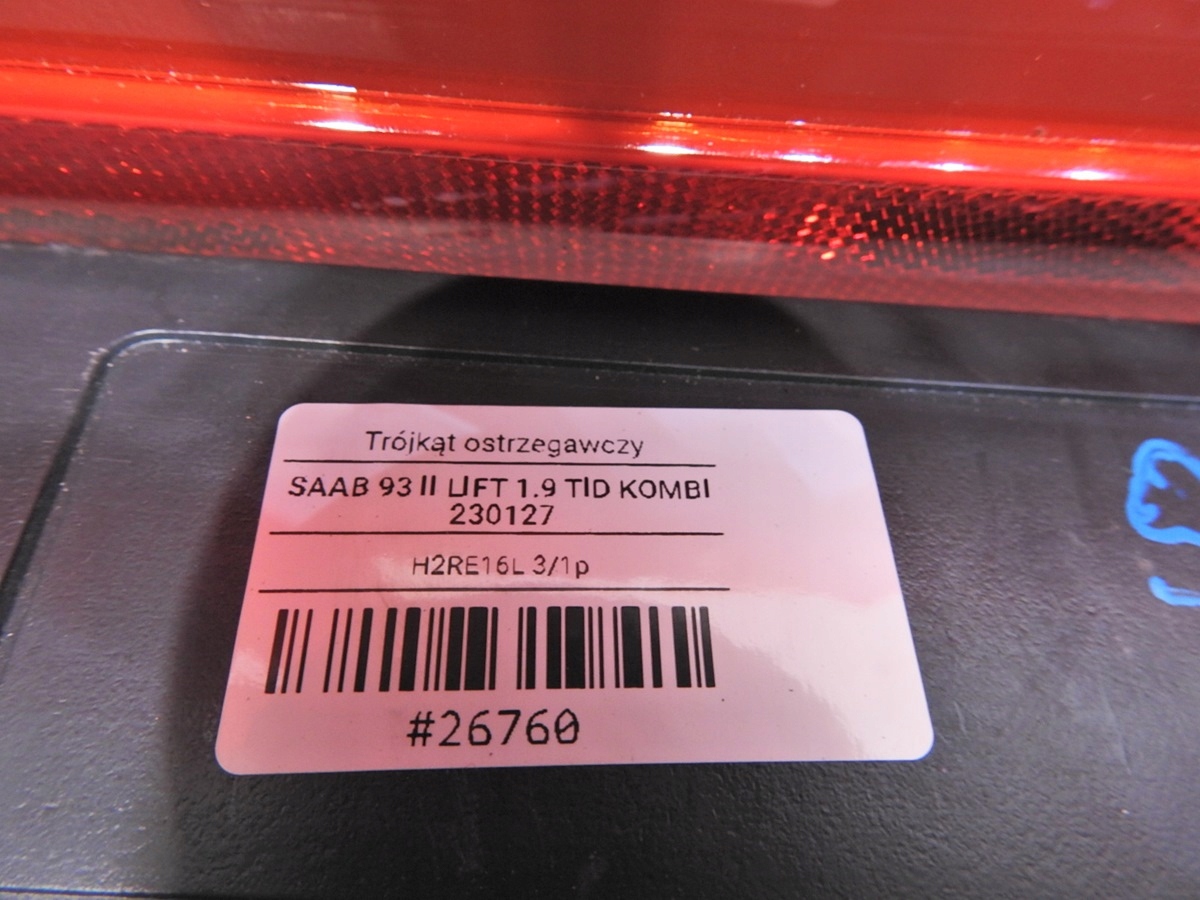 Trójkąt ostrzegawczy
SAAB 93 II LIFT 1.9 TID KOMBI
230127
H2RE16L 3/1p
#26760